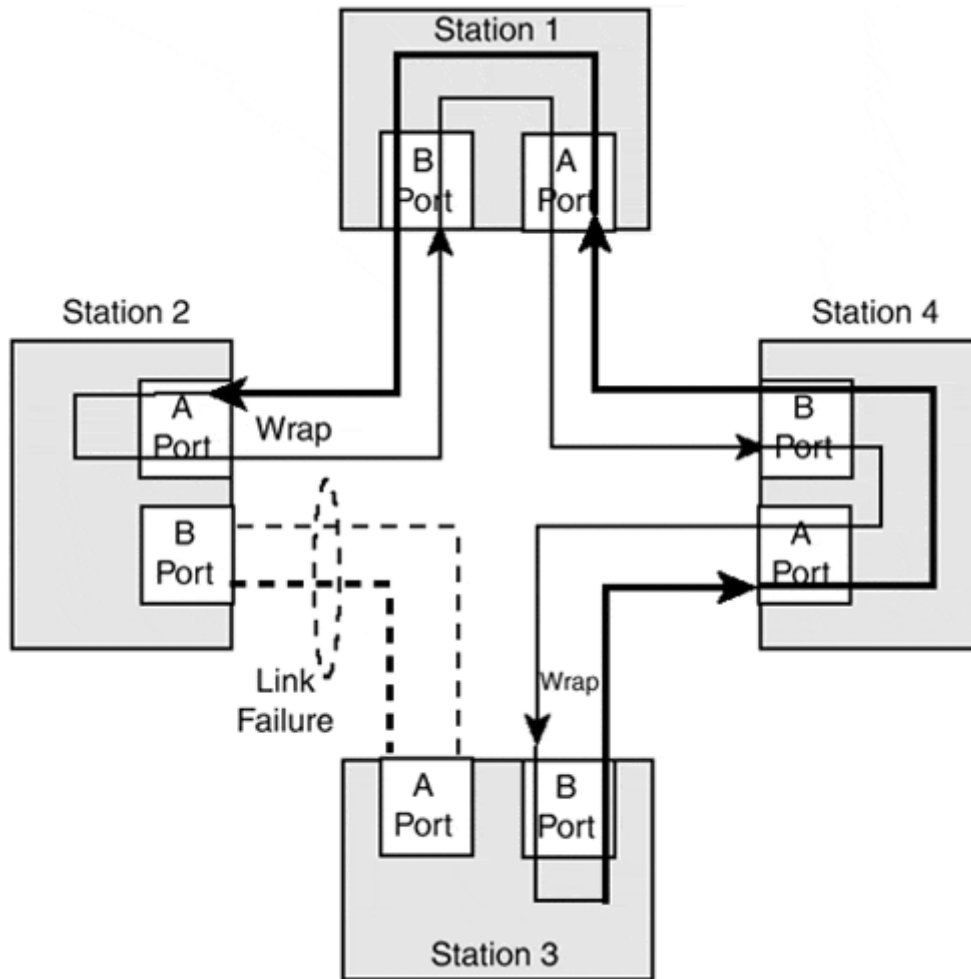 Station 1
B
Port
A
Port
Station 2
Station 4
A
Port
Wrap
B
Port
B
Port
A
Port
Link
Failure
Wrap
A
Port
B
Port
Station 3